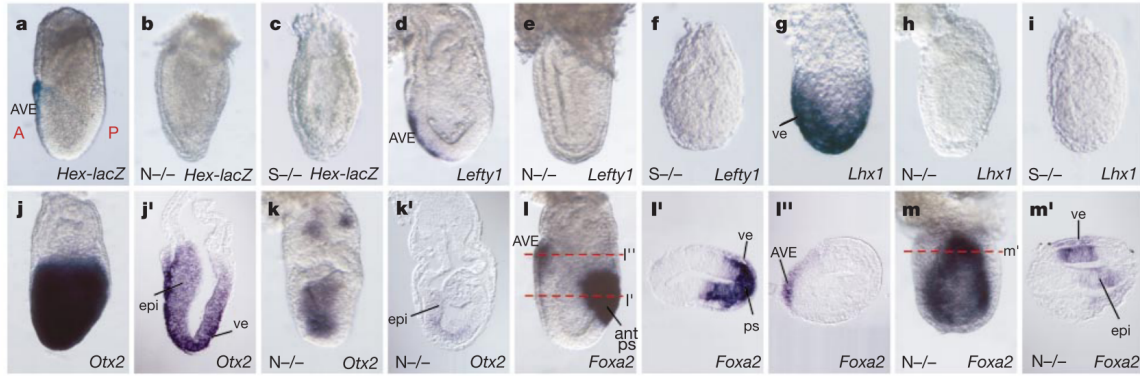 a
AVE
A
P
Hex-lacZ
b
N–/– Hex-lacZ
c
S–/– Hex-lacZ
d
AVE
Lefty1
e
N–/– Lefty1
f
S–/– Lefty1
g
ve
Lhx1
h
N–/– Lhx1
i
S–/– Lhx1
j
Otx2
j'
epi
ve
Otx2
k
N–/– Otx2
k'
epi
N–/– Otx2
l
AVE
l''
l'
ant
ps
Foxa2
l'
ve
ps
Foxa2
l''
AVE
Foxa2
m
m'
N–/– Foxa2
m'
ve
epi
N–/– Foxa2